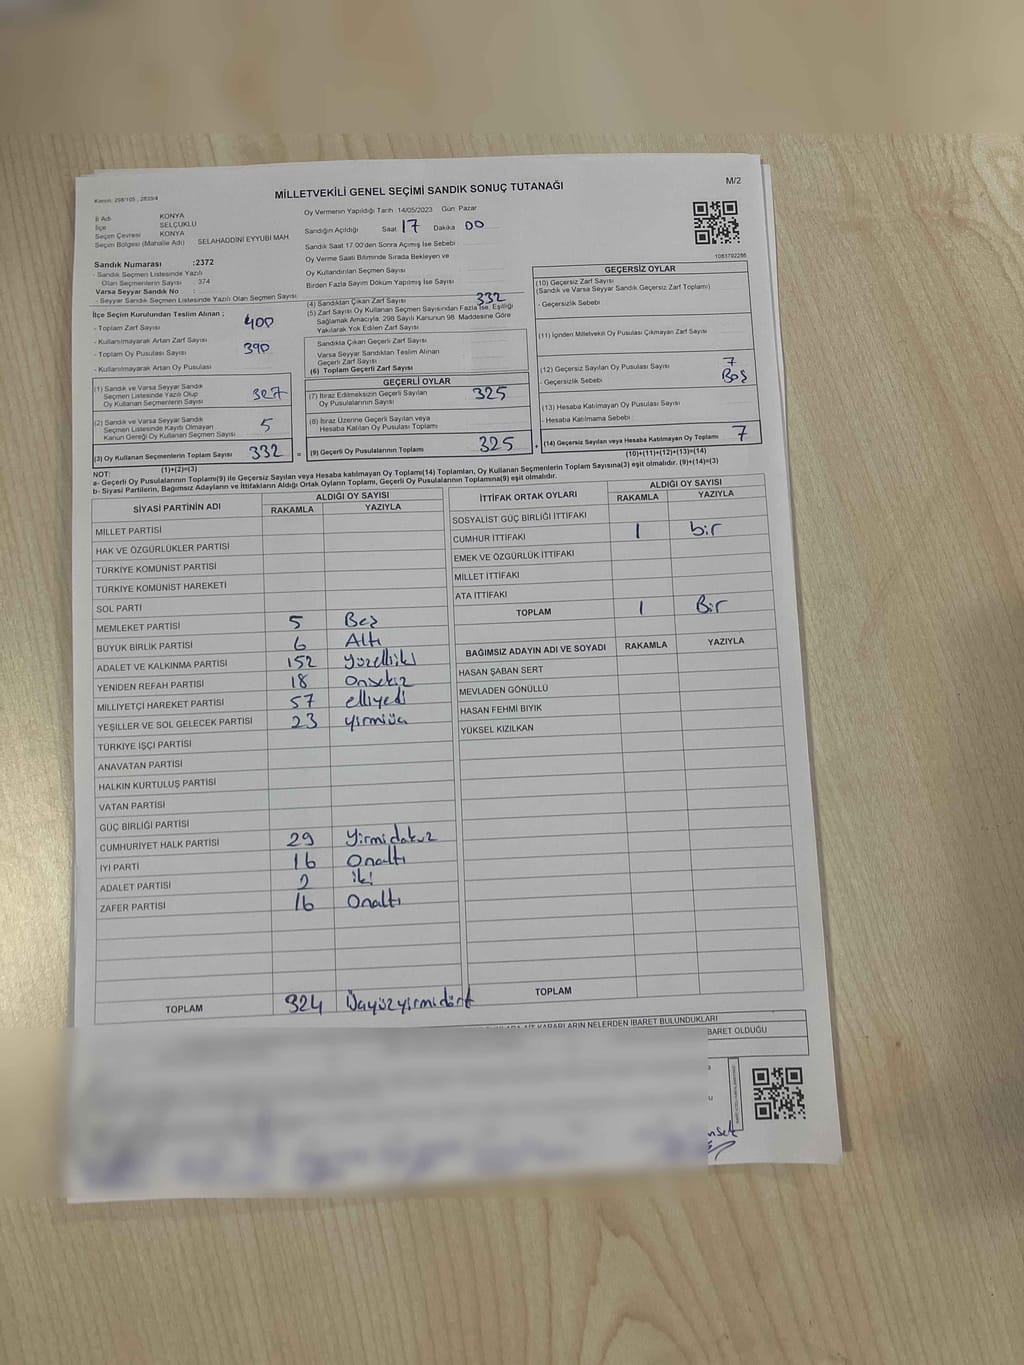 MİLLETVEKİLİ GENEL SEÇİMİ SANDIK SONUÇ TUTANAĞI
M/2
Kanun: 298/105 , 2839/4
İl Adı KONYA
İlçe SELÇUKLU
Seçim Çevresi KONYA
Seçim Bölgesi (Mahalle Adı) SELAHADDİNİ EYYUBİ MAH
Sandık Numarası :2372
- Sandık Seçmen Listesinde Yazılı
Olan Seçmenlerin Sayısı : 374
Varsa Seyyar Sandık No :
- Seyyar Sandık Seçmen Listesinde Yazılı Olan Seçmen Sayısı
Oy Vermenin Yapıldığı Tarih 14/05/2023 Gün: Pazar
Sandığın Açıldığı Saat 17 Dakika 00
Sandık Saat 17.00'den Sonra Açılmış İse Sebebi
Oy Verme Saati Bitiminde Sırada Bekleyen ve
Oy Kullandırılan Seçmen Sayısı
Birden Fazla Sayım Döküm Yapılmış İse Sayısı
1083792286
İlçe Seçim Kurulundan Teslim Alınan ;
- Toplam Zarf Sayısı 400
- Kullanılmayarak Artan Zarf Sayısı
- Toplam Oy Pusulası Sayısı 390
- Kullanılmayarak Artan Oy Pusulası
(4) Sandıktan Çıkan Zarf Sayısı 332
(5) Zarf Sayısı Oy Kullanan Seçmen Sayısından Fazla İse, Eşitliği
Sağlamak Amacıyla; 298 Sayılı Kanunun 98. Maddesine Göre
Yakılarak Yok Edilen Zarf Sayısı
Sandıkla Çıkan Geçerli Zarf Sayısı
Varsa Seyyar Sandıktan Teslim Alınan
Geçerli Zarf Sayısı
(6) Toplam Geçerli Zarf Sayısı
GEÇERSİZ OYLAR
(10) Geçersiz Zarf Sayısı
(Sandık ve Varsa Seyyar Sandık Geçersiz Zarf Toplamı)
- Geçersizlik Sebebi
(11) İçinden Milletvekili Oy Pusulası Çıkmayan Zarf Sayısı
(12) Geçersiz Sayılan Oy Pusulası Sayısı 7
- Geçersizlik Sebebi Boş
(13) Hesaba Katılmayan Oy Pusulası Sayısı
- Hesaba Katılmama Sebebi
(14) Geçersiz Sayılan veya Hesaba Katılmayan Oy Toplamı 7
(10)+(11)+(12)+(13)=(14)
(1) Sandık ve Varsa Seyyar Sandık
Seçmen Listesinde Yazılı Olup
Oy Kullanan Seçmenlerin Sayısı 327
(2) Sandık ve Varsa Seyyar Sandık
Seçmen Listesinde Kayıtlı Olmayan
Kanun Gereği Oy Kullanan Seçmen Sayısı 5
(3) Oy Kullanan Seçmenlerin Toplam Sayısı 332 =
(1)+(2)=(3)
GEÇERLİ OYLAR
(7) İtiraz Edilmeksizin Geçerli Sayılan
Oy Pusulalarının Sayısı 325
(8) İtiraz Üzerine Geçerli Sayılan veya
Hesaba Katılan Oy Pusulası Toplamı
(9) Geçerli Oy Pusulalarının Toplamı 325 +
NOT:
a- Geçerli Oy Pusulalarının Toplamı(9) ile Geçersiz Sayılan veya Hesaba katılmayan Oy Toplamı(14) Toplamları, Oy Kullanan Seçmenlerin Toplam Sayısına(3) eşit olmalıdır. (9)+(14)=(3)
b- Siyasi Partilerin, Bağımsız Adayların ve İttifakların Aldığı Ortak Oyların Toplamı, Geçerli Oy Pusulalarının Toplamına(9) eşit olmalıdır.
SİYASİ PARTİNİN ADI ALDIĞI OY SAYISI
RAKAMLA YAZIYLA
MİLLET PARTİSİ
HAK VE ÖZGÜRLÜKLER PARTİSİ
TÜRKİYE KOMÜNİST PARTİSİ
TÜRKİYE KOMÜNİST HAREKETİ
SOL PARTİ
MEMLEKET PARTİSİ 5 Beş
BÜYÜK BİRLİK PARTİSİ 6 Altı
ADALET VE KALKINMA PARTİSİ 152 Yüzelliiki
YENİDEN REFAH PARTİSİ 18 Onsekiz
MİLLİYETÇİ HAREKET PARTİSİ 57 elliyedi
YEŞİLLER VE SOL GELECEK PARTİSİ 23 yirmiüç
TÜRKİYE İŞÇİ PARTİSİ
ANAVATAN PARTİSİ
HALKIN KURTULUŞ PARTİSİ
VATAN PARTİSİ
GÜÇ BİRLİĞİ PARTİSİ
CUMHURİYET HALK PARTİSİ 29 Yirmidokuz
İYİ PARTİ 16 Onaltı
ADALET PARTİSİ 2 iki
ZAFER PARTİSİ 16 Onaltı
TOPLAM 324 Üçyüzyirmidört
İTTİFAK ORTAK OYLARI ALDIĞI OY SAYISI
RAKAMLA YAZIYLA
SOSYALİST GÜÇ BİRLİĞİ İTTİFAKI
CUMHUR İTTİFAKI 1 bir
EMEK VE ÖZGÜRLÜK İTTİFAKI
MİLLET İTTİFAKI
ATA İTTİFAKI
TOPLAM 1 Bir
BAĞIMSIZ ADAYIN ADI VE SOYADI RAKAMLA YAZIYLA
HASAN ŞABAN SERT
MEVLADEN GÖNÜLLÜ
HASAN FEHMİ BIYIK
YÜKSEL KIZILKAN
TOPLAM
KARARLARIN NELERDEN İBARET BULUNDUKLARI
İBARET OLDUĞU